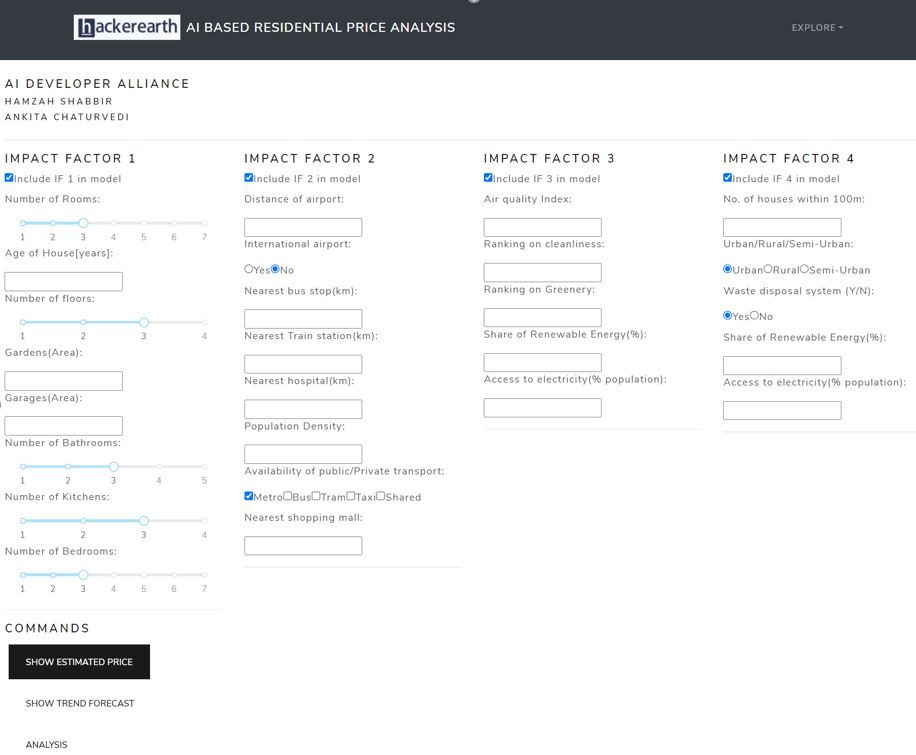 hackerearth AI BASED RESIDENTIAL PRICE ANALYSIS
EXPLORE
AI DEVELOPER ALLIANCE
HAMZAH SHABBIR
ANKITA CHATURVEDI
IMPACT FACTOR 1
Include IF 1 in model
Number of Rooms:
1 2 3 4 5 6 7
Age of House[years]:
Number of floors:
1 2 3 4
Gardens(Area):
Garages(Area):
Number of Bathrooms:
1 2 3 4 5
Number of Kitchens:
1 2 3 4
Number of Bedrooms:
1 2 3 4 5 6 7
IMPACT FACTOR 2
Include IF 2 in model
Distance of airport:
International airport:
Yes No
Nearest bus stop(km):
Nearest Train station(km):
Nearest hospital(km):
Population Density:
Availability of public/Private transport:
Metro Bus Tram Taxi Shared
Nearest shopping mall:
IMPACT FACTOR 3
Include IF 3 in model
Air quality Index:
Ranking on cleanliness:
Ranking on Greenery:
Share of Renewable Energy(%):
Access to electricity(% population):
IMPACT FACTOR 4
Include IF 4 in model
No. of houses within 100m:
Urban/Rural/Semi-Urban:
Urban Rural Semi-Urban
Waste disposal system (Y/N):
Yes No
Share of Renewable Energy(%):
Access to electricity(% population):
COMMANDS
SHOW ESTIMATED PRICE
SHOW TREND FORECAST
ANALYSIS